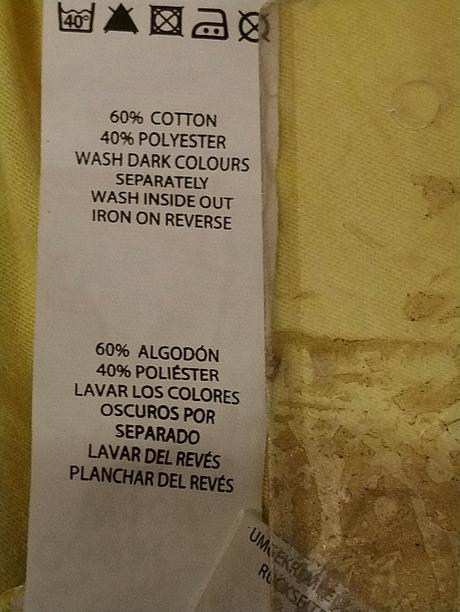 40°
60% COTTON
40% POLYESTER
WASH DARK COLOURS
SEPARATELY
WASH INSIDE OUT
IRON ON REVERSE
60% ALGODÓN
40% POLIÉSTER
LAVAR LOS COLORES
OSCUROS POR
SEPARADO
LAVAR DEL REVÉS
PLANCHAR DEL REVÉS